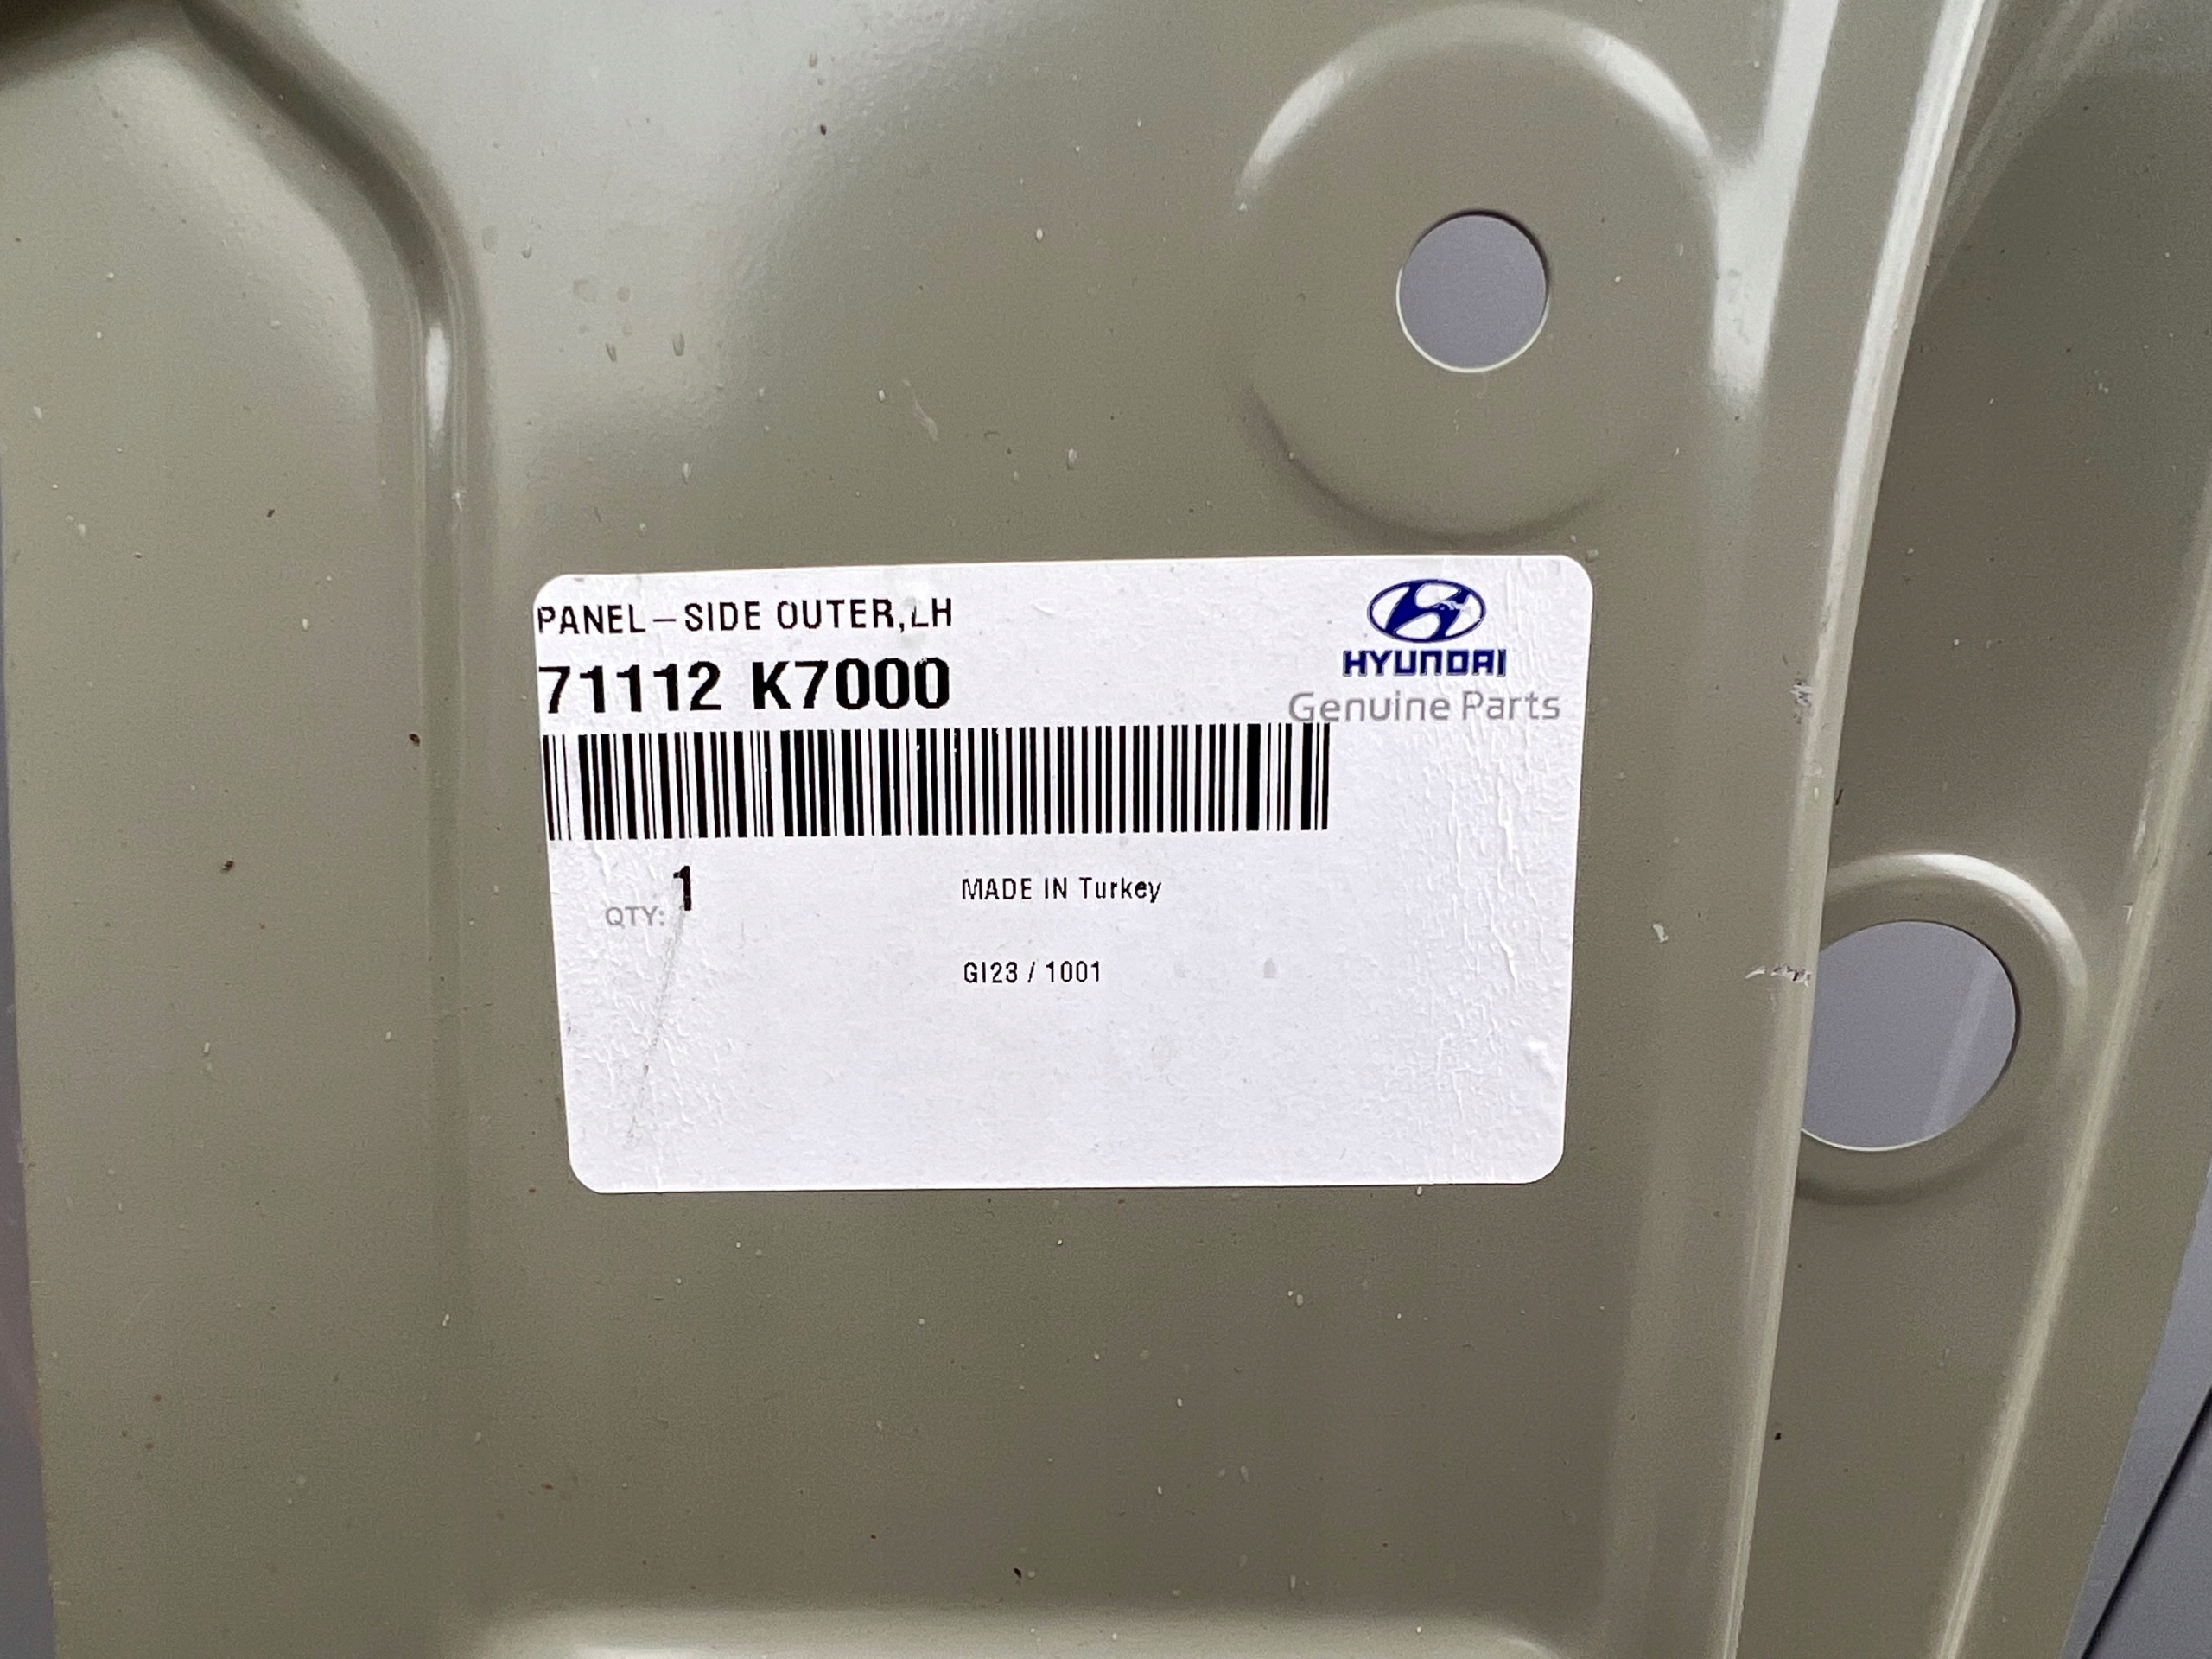 PANEL-SIDE OUTER,LH
71112 K7000
HYUNDAI
Genuine Parts
QTY: 1
MADE IN Turkey
GI23 / 1001